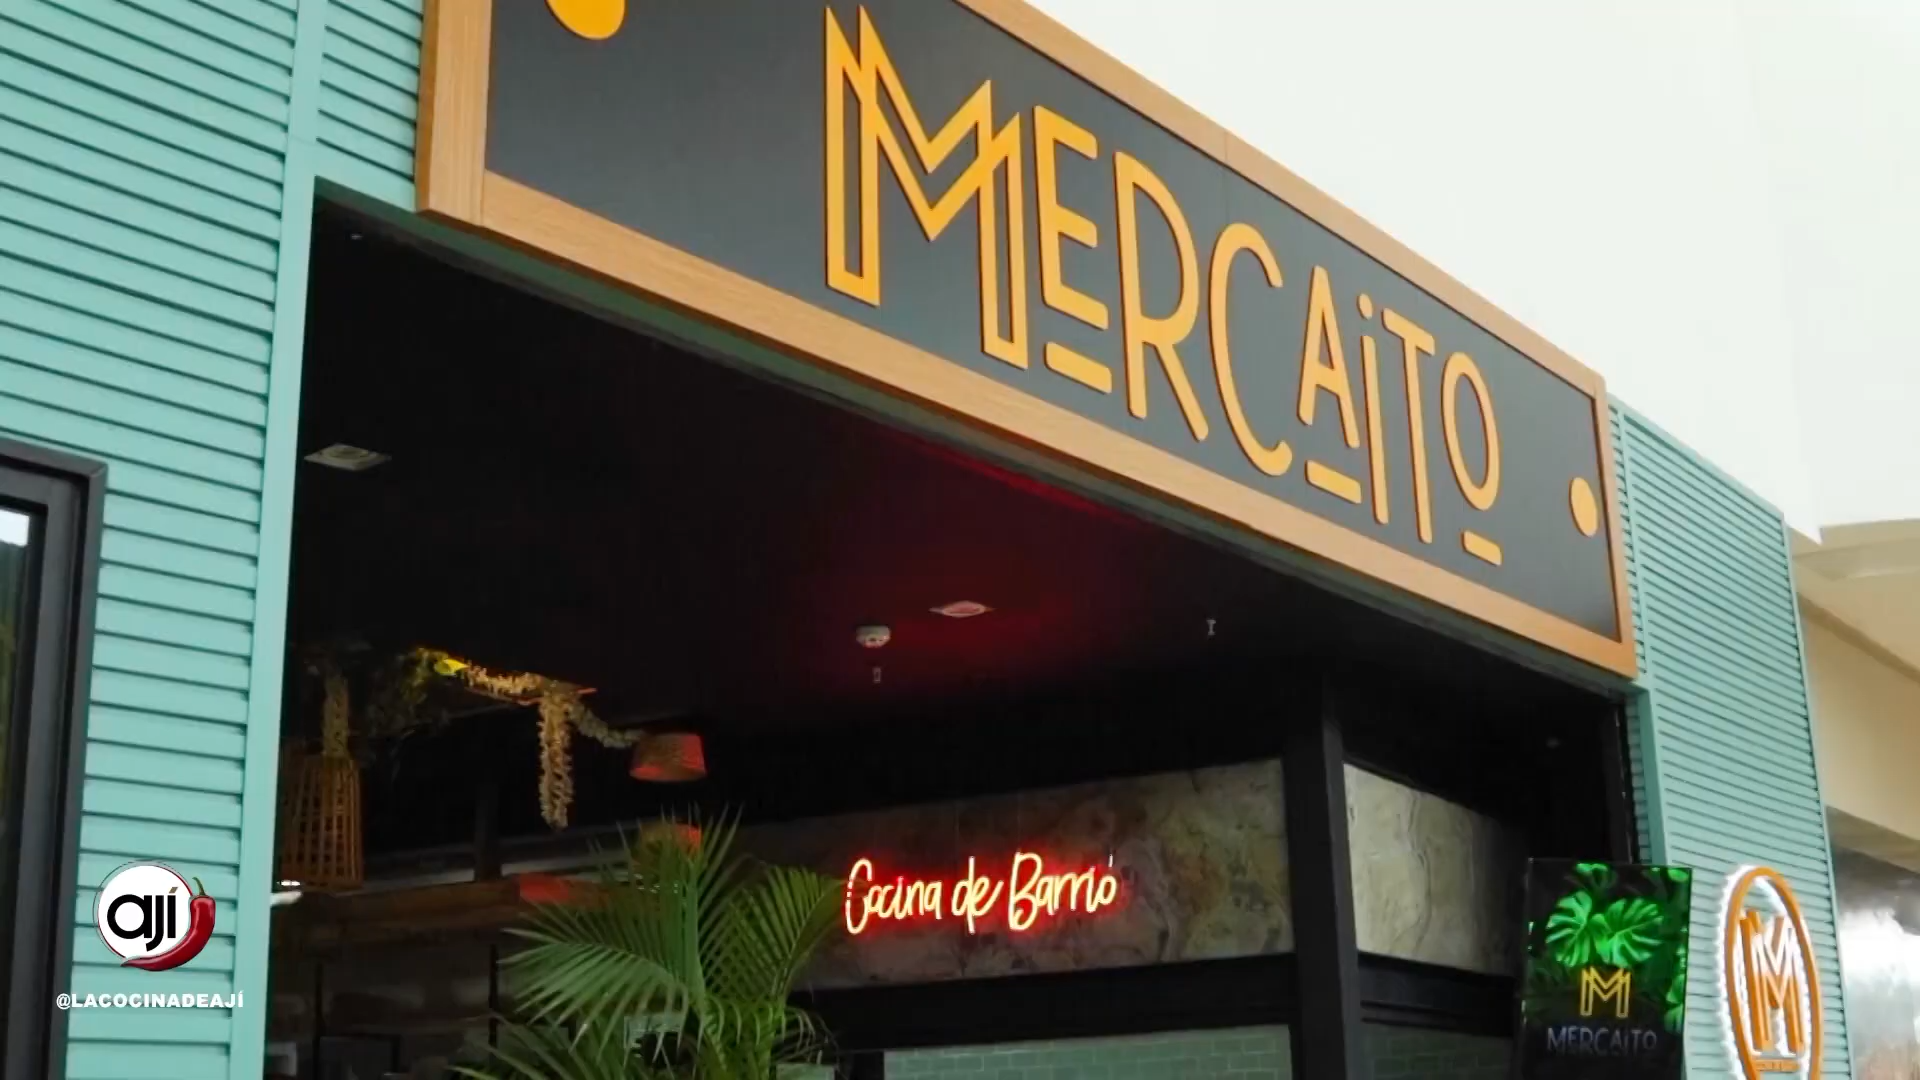 MERCAiTO
Cocina de Barrio
M
MERCAiTO
M
ají
@LACOCINADEAJÍ